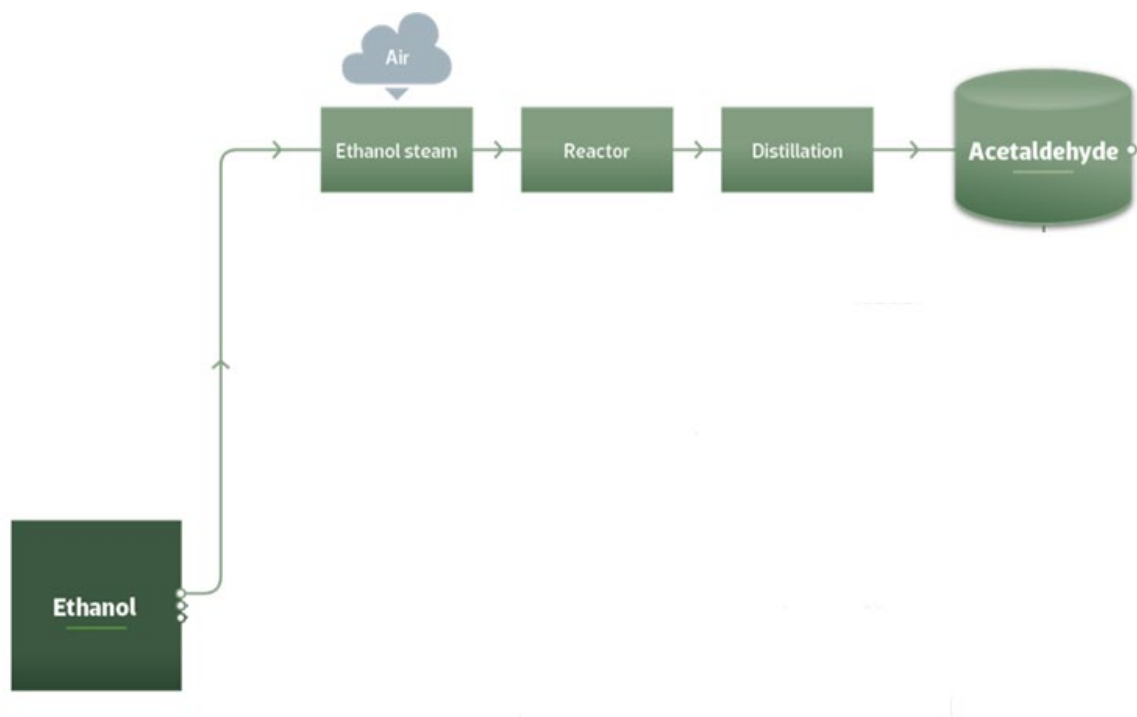 Air
Ethanol steam
Reactor
Distillation
Acetaldehyde
Ethanol